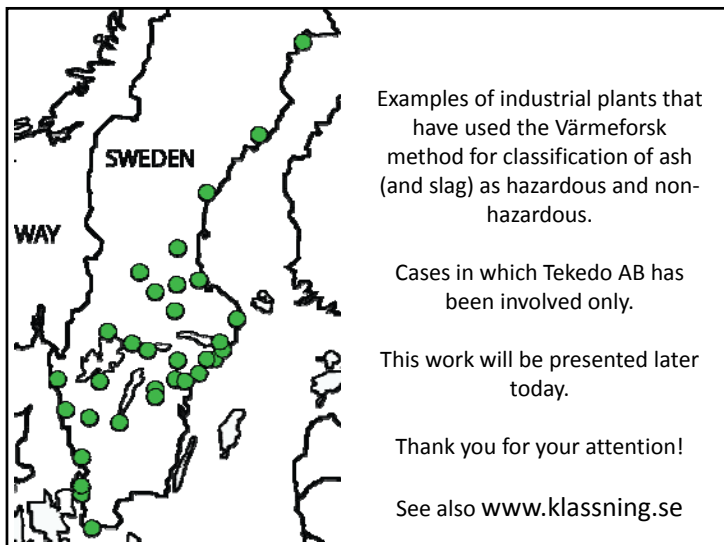 SWEDEN
WAY
Examples of industrial plants that
have used the Värmeforsk
method for classification of ash
(and slag) as hazardous and non-
hazardous.
Cases in which Tekedo AB has
been involved only.
This work will be presented later
today.
Thank you for your attention!
See also www.klassning.se